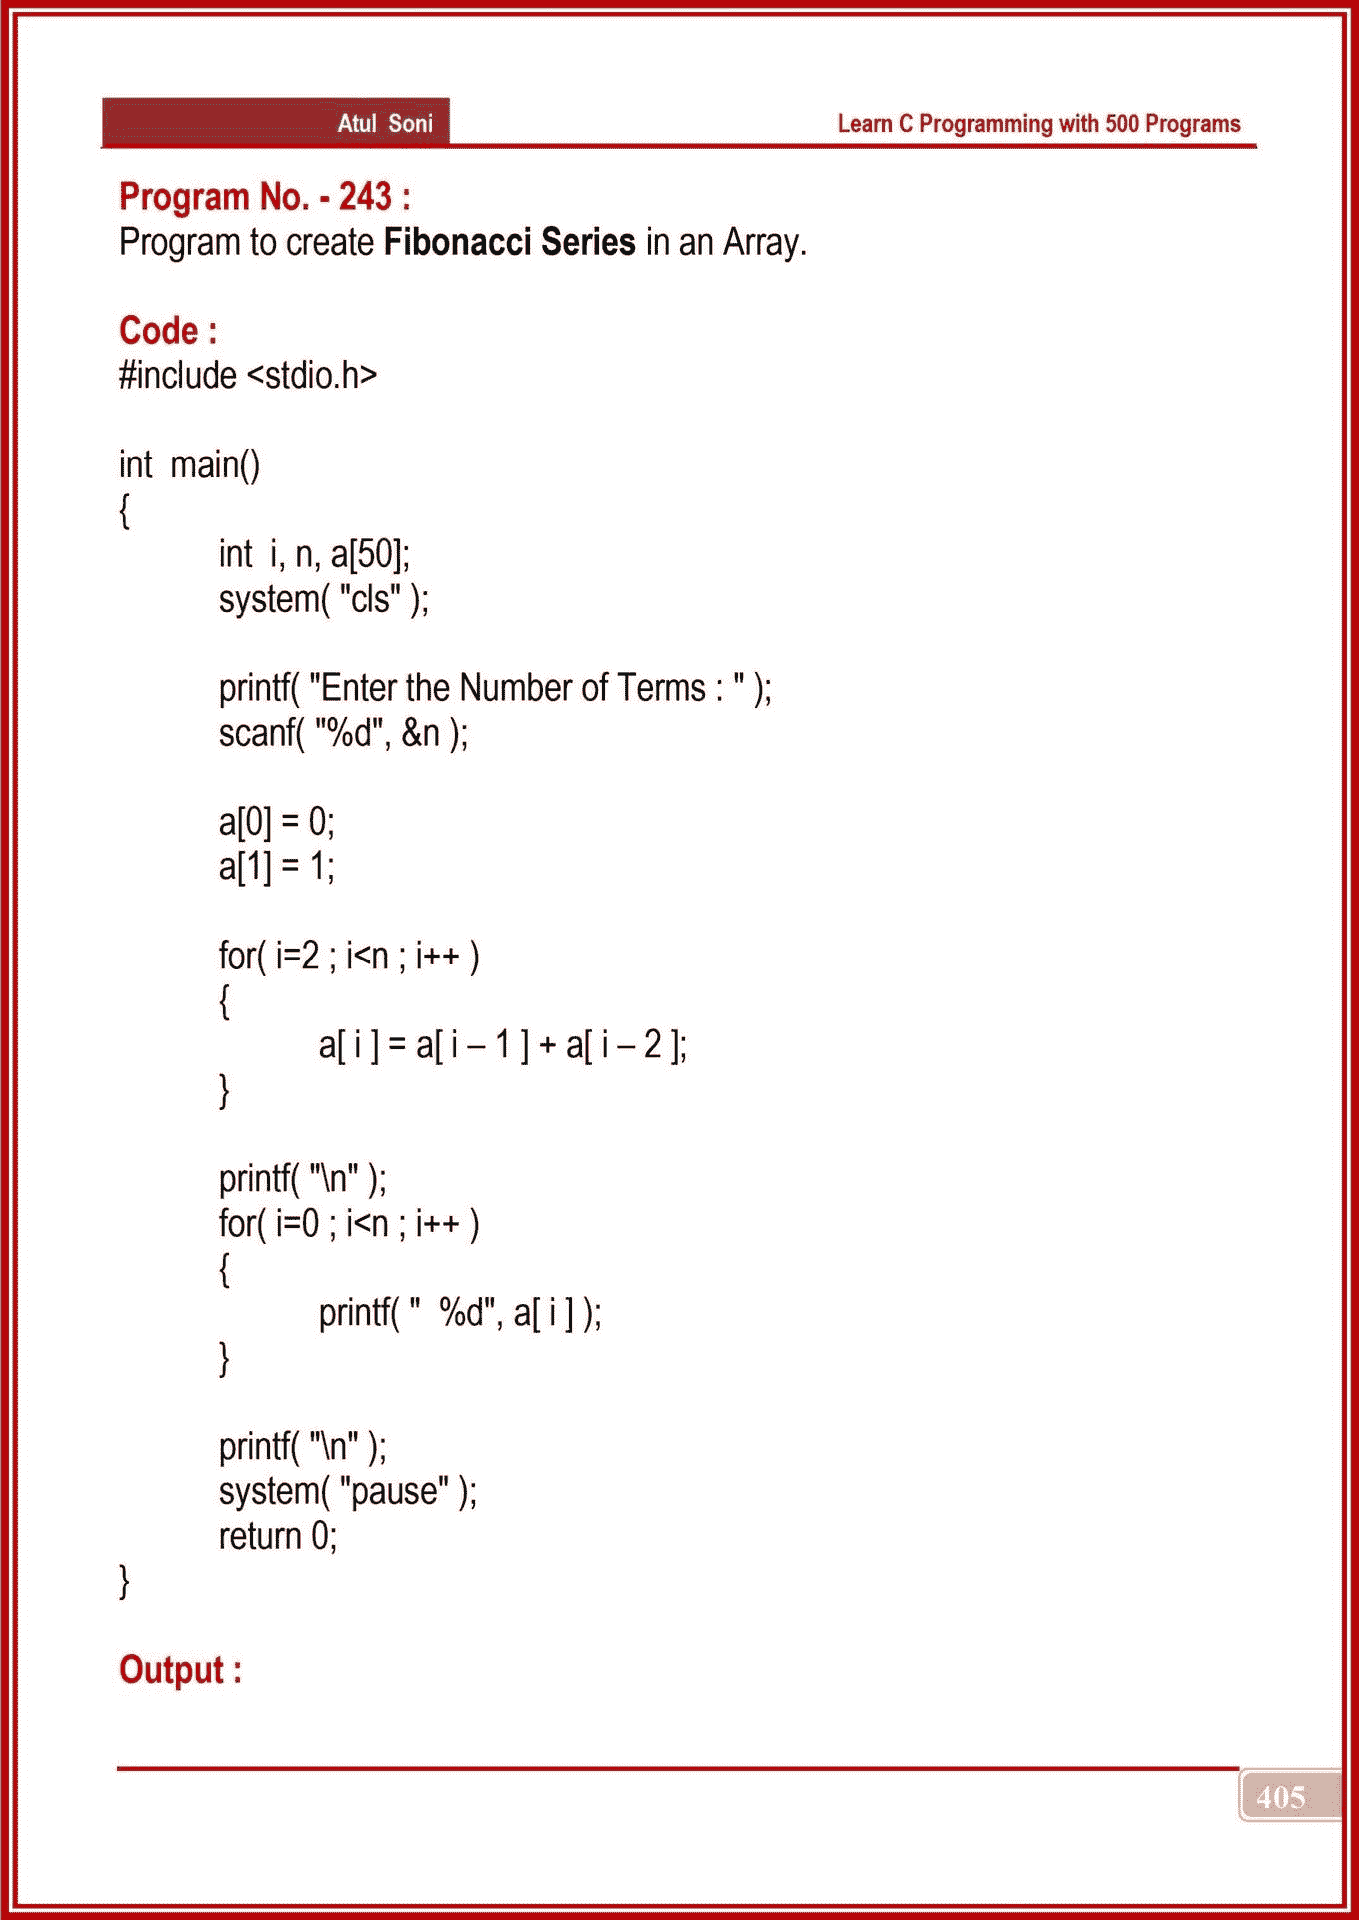 Atul  Soni
Learn C Programming with 500 Programs
Program No. - 243 :
Program to create Fibonacci Series in an Array.
Code :
#include <stdio.h>
int  main()
{
int  i, n, a[50];
system( "cls" );
printf( "Enter the Number of Terms : " );
scanf( "%d", &n );
a[0] = 0;
a[1] = 1;
for( i=2 ; i<n ; i++ )
{
a[ i ] = a[ i – 1 ] + a[ i – 2 ];
}
printf( "\n" );
for( i=0 ; i<n ; i++ )
{
printf( "  %d", a[ i ] );
}
printf( "\n" );
system( "pause" );
return 0;
}
Output :
405